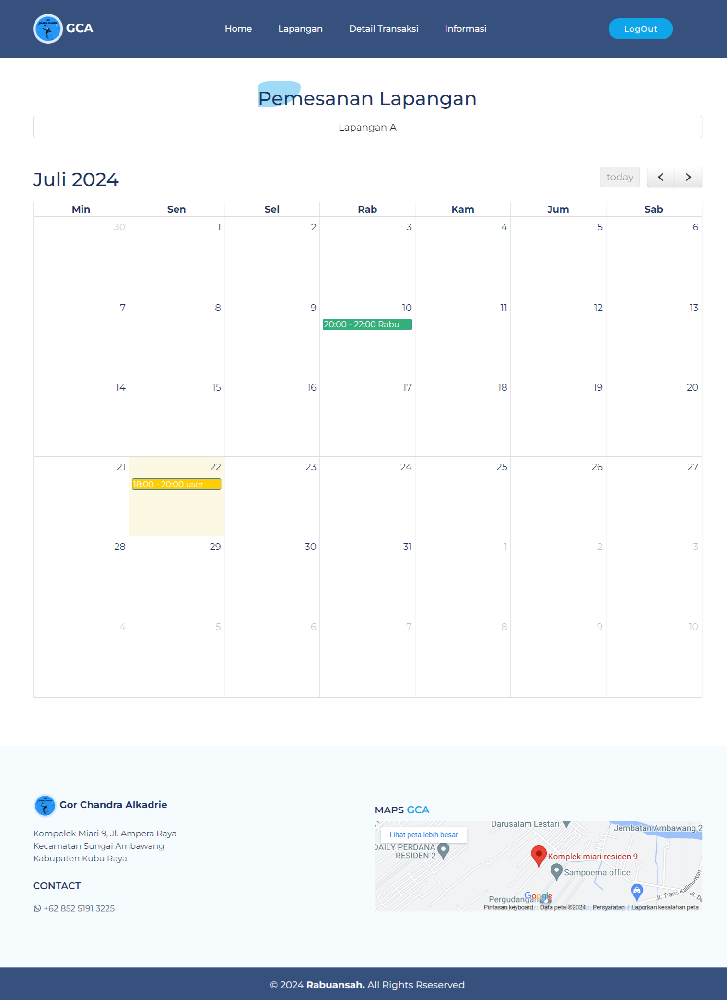 GCA
Home Lapangan Detail Transaksi Informasi LogOut
Pemesanan Lapangan
Lapangan A
Juli 2024
today
Min Sen Sel Rab Kam Jum Sab
30 1 2 3 4 5 6
7 8 9 10 11 12 13
20:00 - 22:00 Rabu
14 15 16 17 18 19 20
21 22 23 24 25 26 27
18:00 - 20:00 user
28 29 30 31 1 2 3
4 5 6 7 8 9 10
Gor Chandra Alkadrie
Kompelek Miari 9, Jl. Ampera Raya
Kecamatan Sungai Ambawang
Kabupaten Kubu Raya
CONTACT
+62 852 5191 3225
MAPS GCA
Darusalam Lestari
Jembatan Ambawang 2
Lihat peta lebih besar
DAILY PERDANA
RESIDEN 2
Komplek miari residen 9
Sampoerna office
Jl. Trans Kalimantan
Pergudangan
Google
Pintasan keyboard Data peta ©2024 Persyaratan Laporkan kesalahan peta
© 2024 Rabuansah. All Rights Rseserved